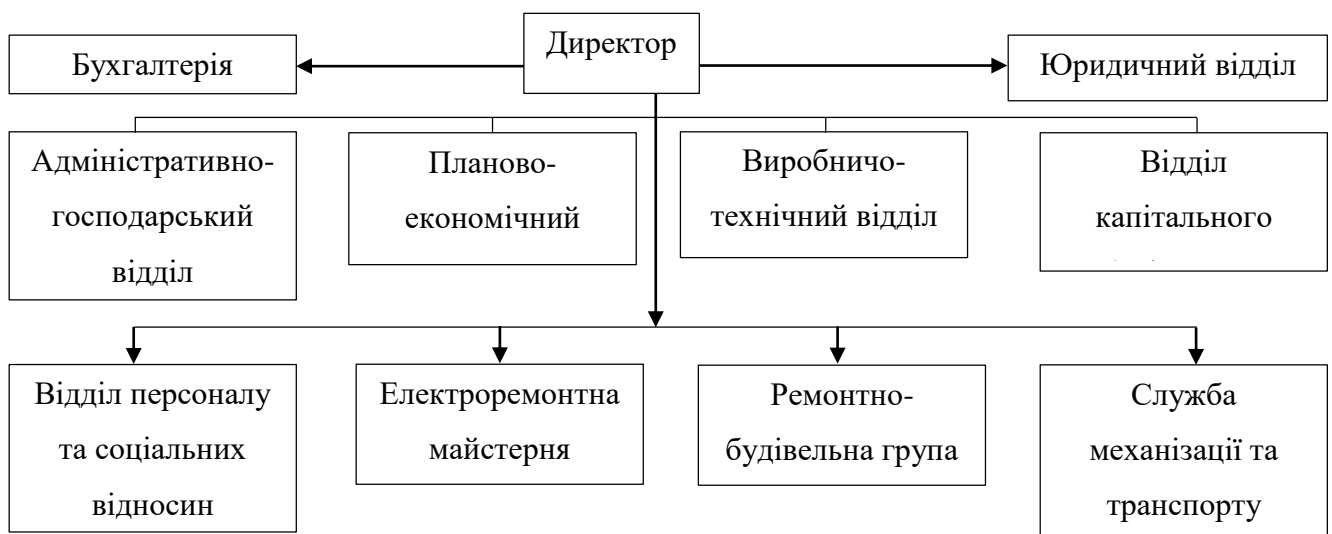 Директор
Бухгалтерія
Юридичний відділ
Адміністративно-
господарський
відділ
Планово-
економічний
Виробничо-
технічний відділ
Відділ
капітального
Відділ персоналу
та соціальних
відносин
Електроремонтна
майстерня
Ремонтно-
будівельна група
Служба
механізації та
транспорту